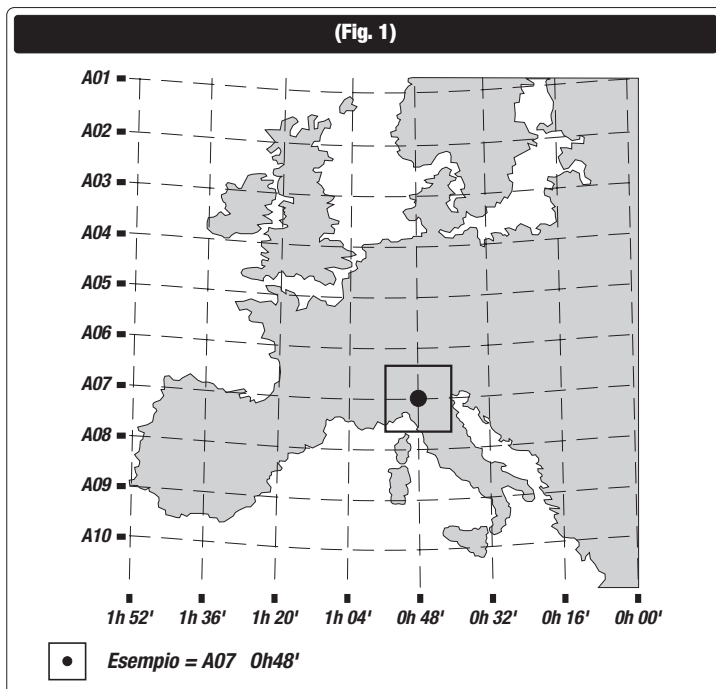 (Fig. 1)
A01
A02
A03
A04
A05
A06
A07
A08
A09
A10
1h 52' 1h 36' 1h 20' 1h 04' 0h 48' 0h 32' 0h 16' 0h 00'
Esempio = A07 0h48'